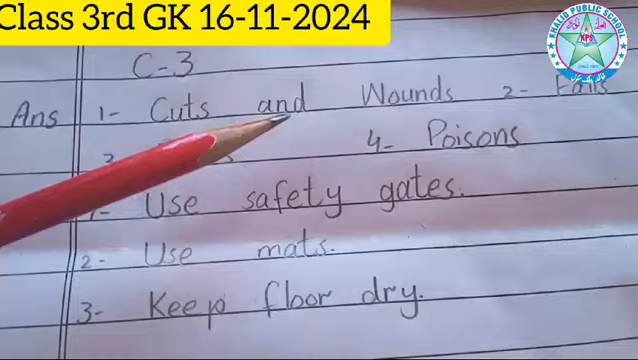 Class 3rd GK 16-11-2024
KHALID PUBLIC SCHOOL
KPS
C-3
Ans 1- Cuts and Wounds 2- Falls
4- Poisons
1- Use safety gates.
2- Use mats.
3- Keep floor dry.